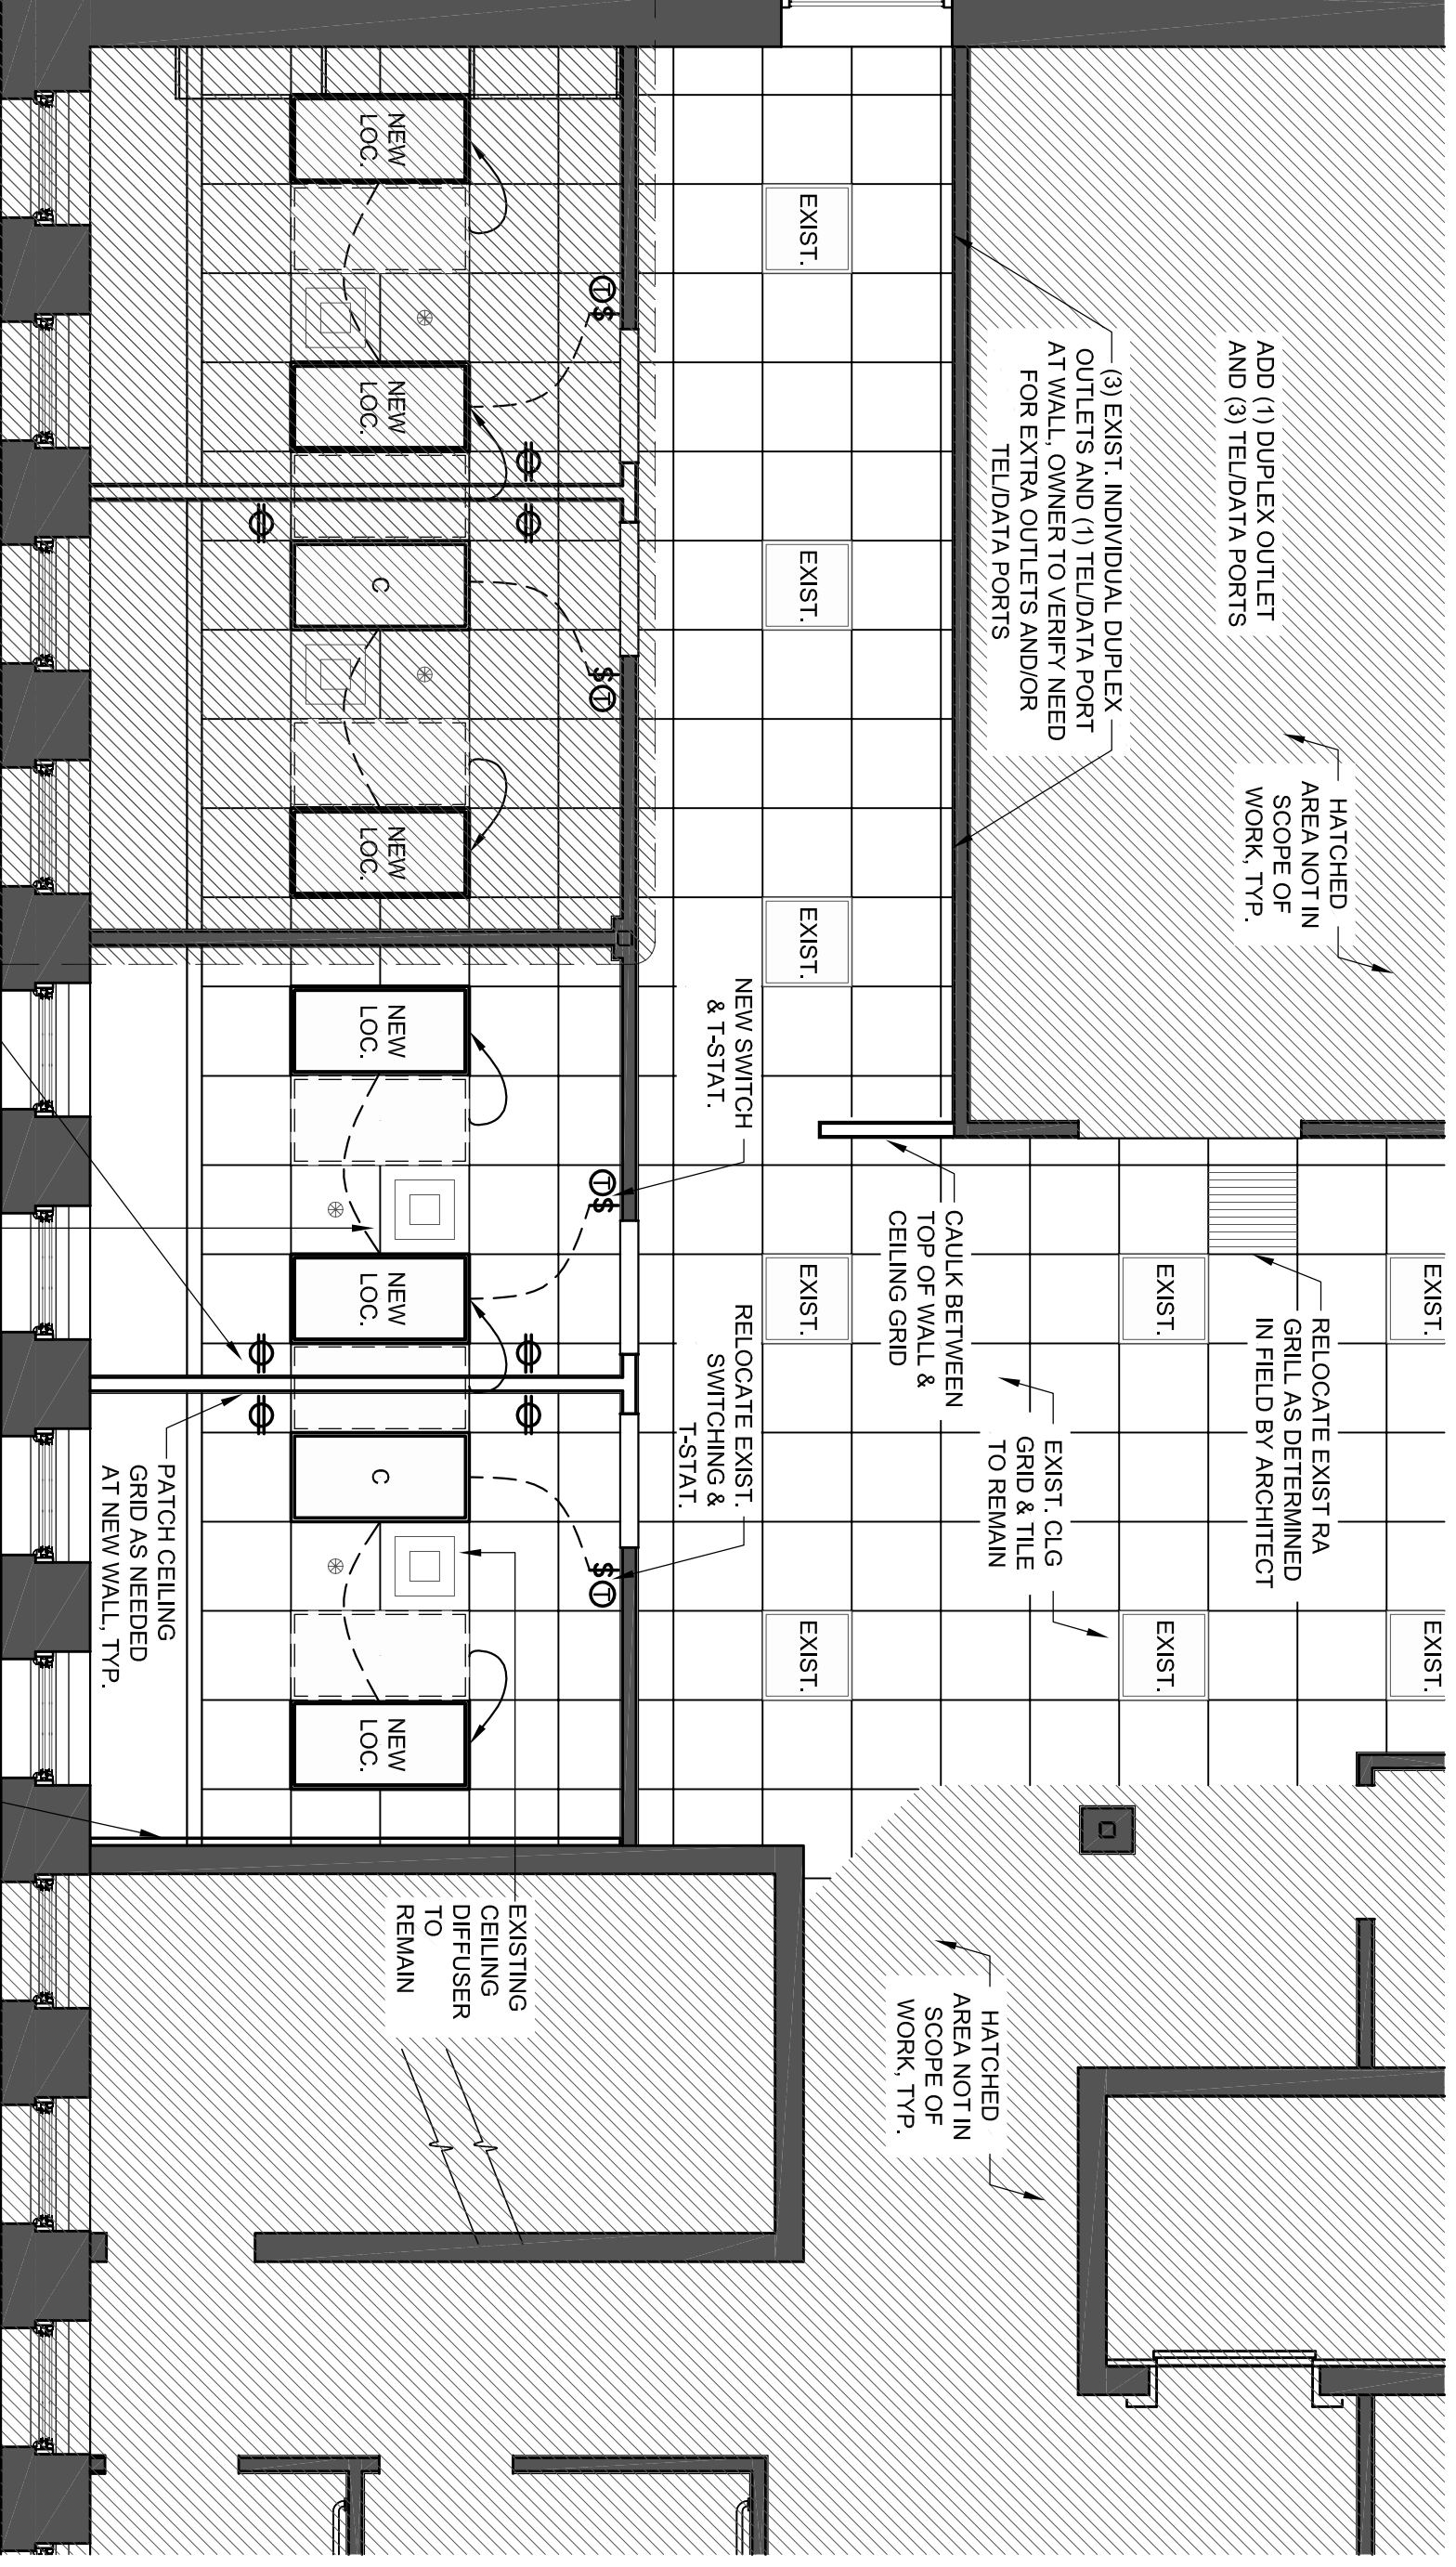 ADD (1) DUPLEX OUTLET
AND (3) TEL/DATA PORTS
HATCHED
AREA NOT IN
SCOPE OF
WORK, TYP.
(3) EXIST. INDIVIDUAL DUPLEX
OUTLETS AND (1) TEL/DATA PORT
AT WALL, OWNER TO VERIFY NEED
FOR EXTRA OUTLETS AND/OR
TEL/DATA PORTS
EXIST.
EXIST.
RELOCATE EXIST RA
GRILL AS DETERMINED
IN FIELD BY ARCHITECT
EXIST.
EXIST.
EXIST. CLG
GRID & TILE
TO REMAIN
CAULK BETWEEN
TOP OF WALL &
CEILING GRID
HATCHED
AREA NOT IN
SCOPE OF
WORK, TYP.
EXIST.
EXIST.
EXIST.
EXIST.
EXIST.
NEW SWITCH
& T-STAT.
RELOCATE EXIST.
SWITCHING &
T-STAT.
T S
S T
T S
S T
EXISTING
CEILING
DIFFUSER
TO
REMAIN
NEW
LOC.
NEW
LOC.
C
NEW
LOC.
NEW
LOC.
NEW
LOC.
C
NEW
LOC.
PATCH CEILING
GRID AS NEEDED
AT NEW WALL, TYP.